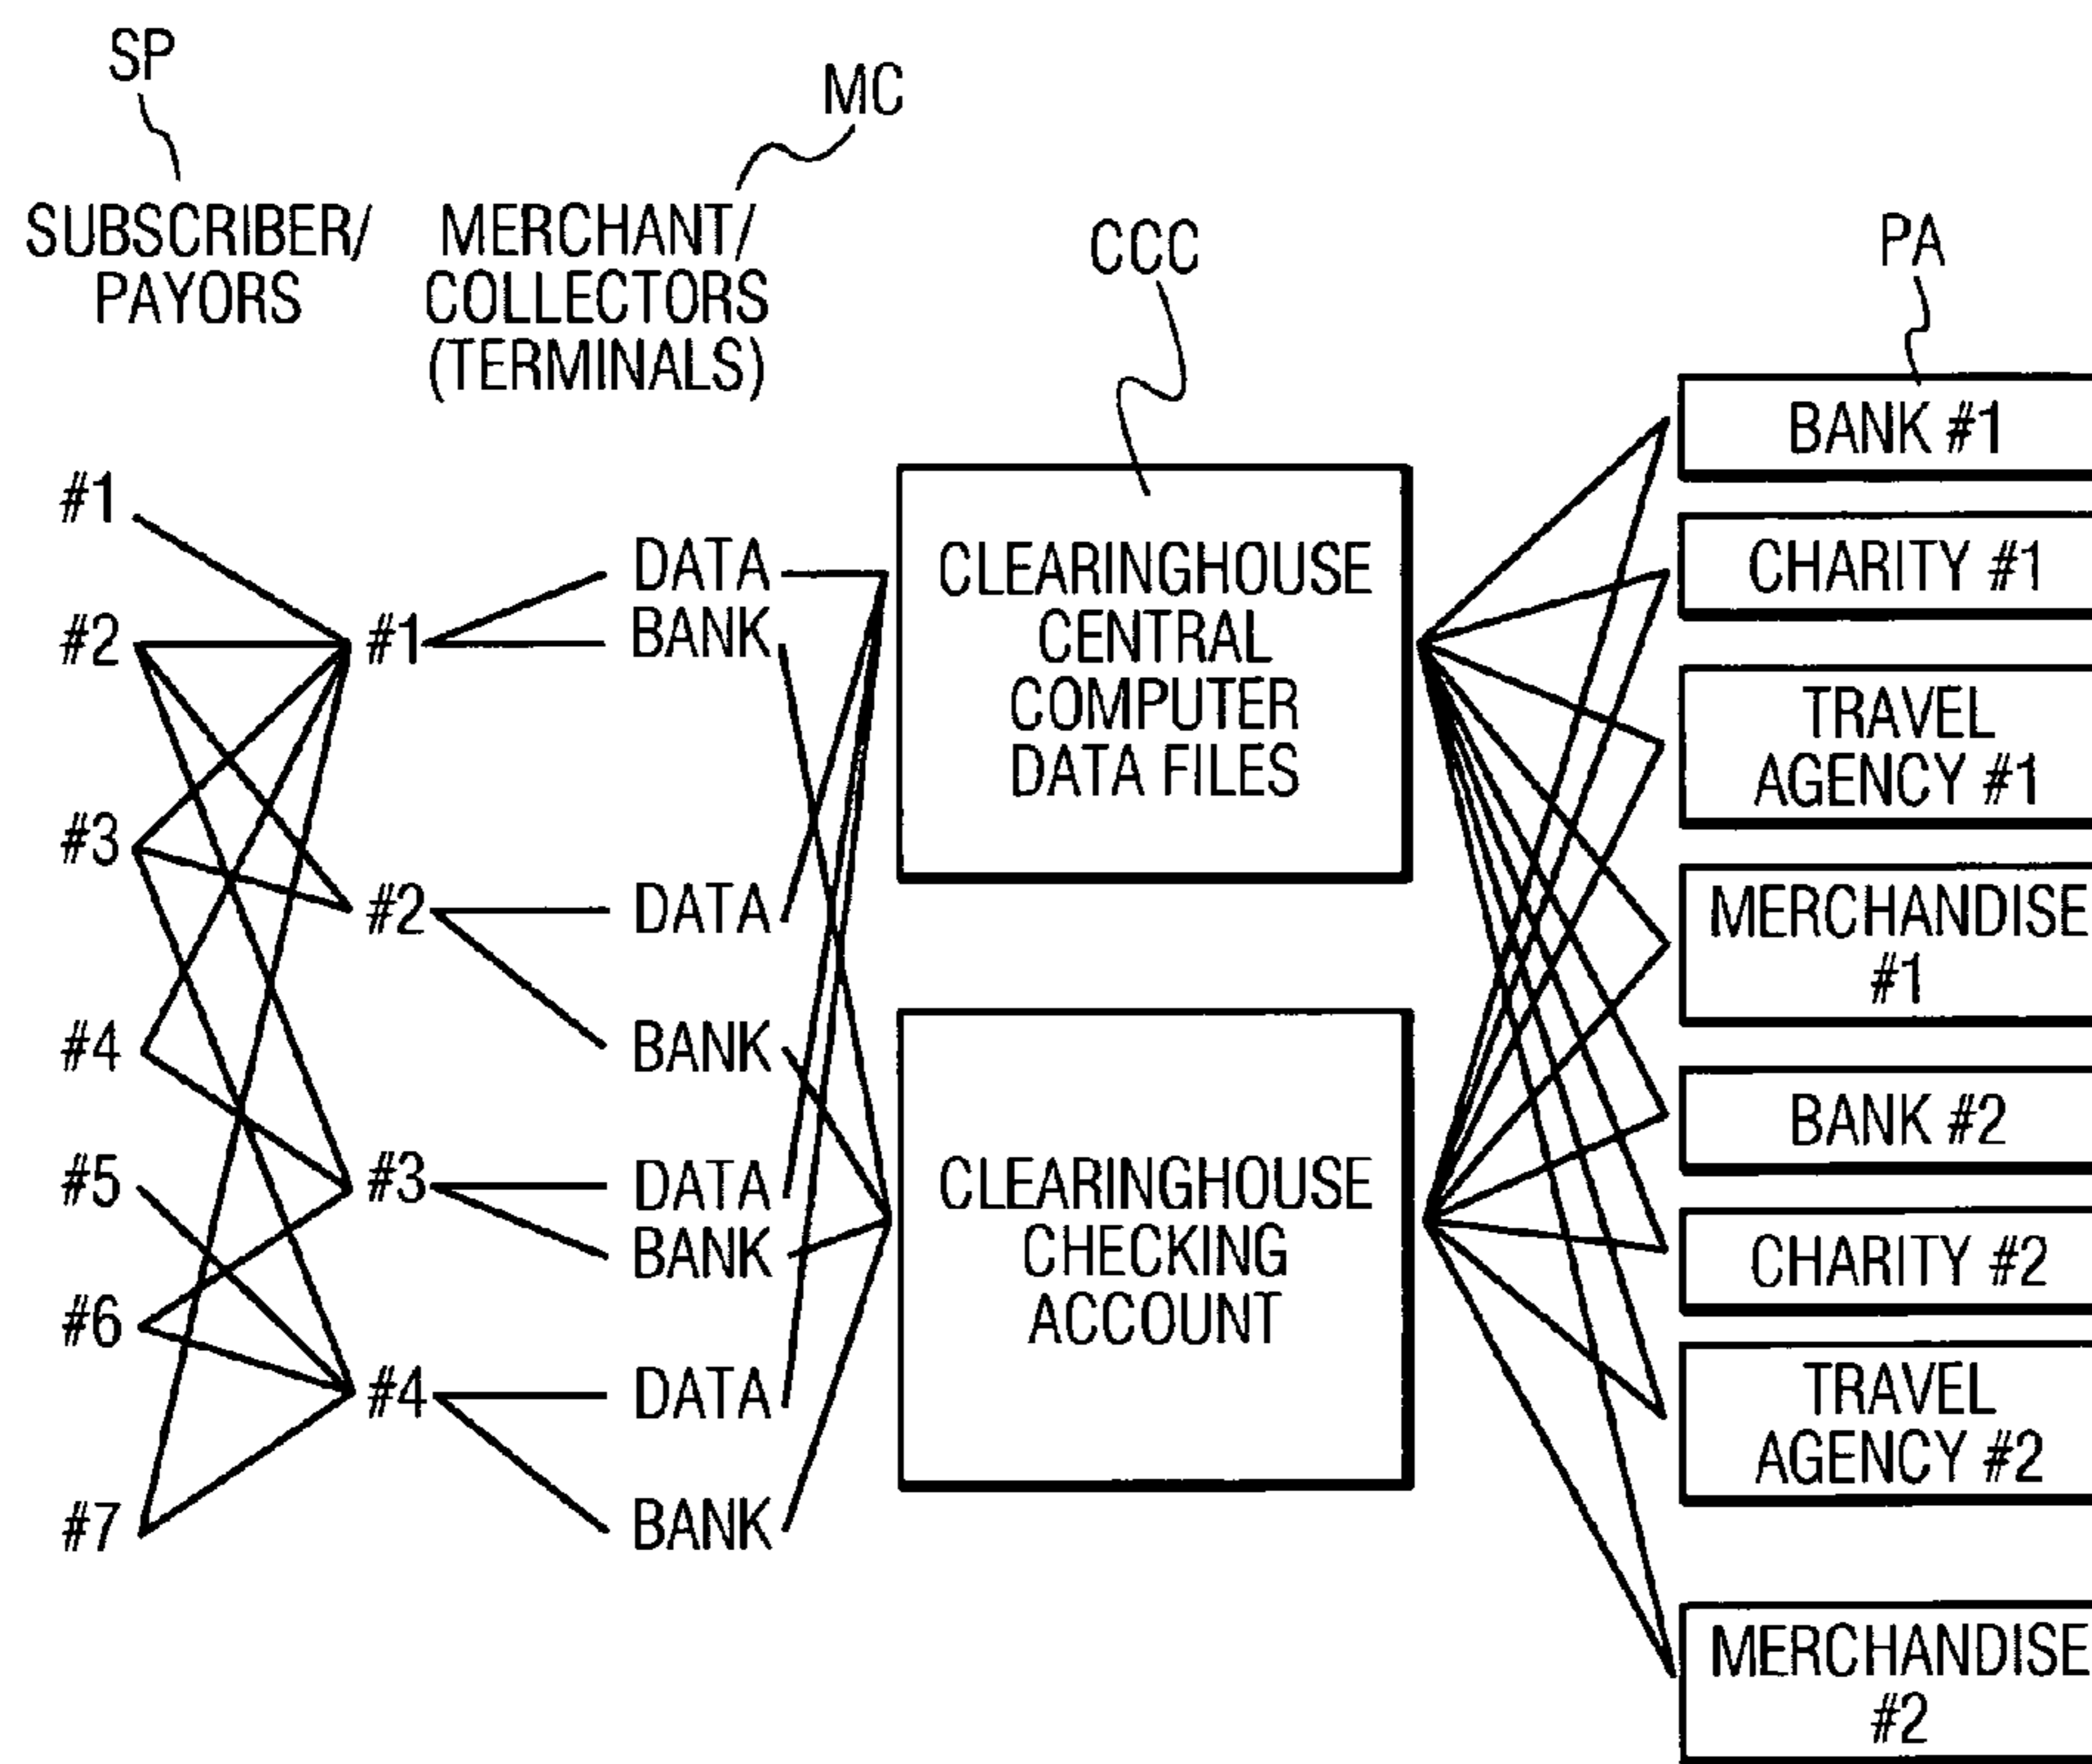 SP
MC
SUBSCRIBER/
PAYORS
MERCHANT/
COLLECTORS
(TERMINALS)
CCC
PA
#1
#2
#3
#4
#5
#6
#7
#1
#2
#3
#4
DATA
BANK
DATA
BANK
DATA
BANK
DATA
BANK
CLEARINGHOUSE
CENTRAL
COMPUTER
DATA FILES
CLEARINGHOUSE
CHECKING
ACCOUNT
BANK #1
CHARITY #1
TRAVEL
AGENCY #1
MERCHANDISE
#1
BANK #2
CHARITY #2
TRAVEL
AGENCY #2
MERCHANDISE
#2